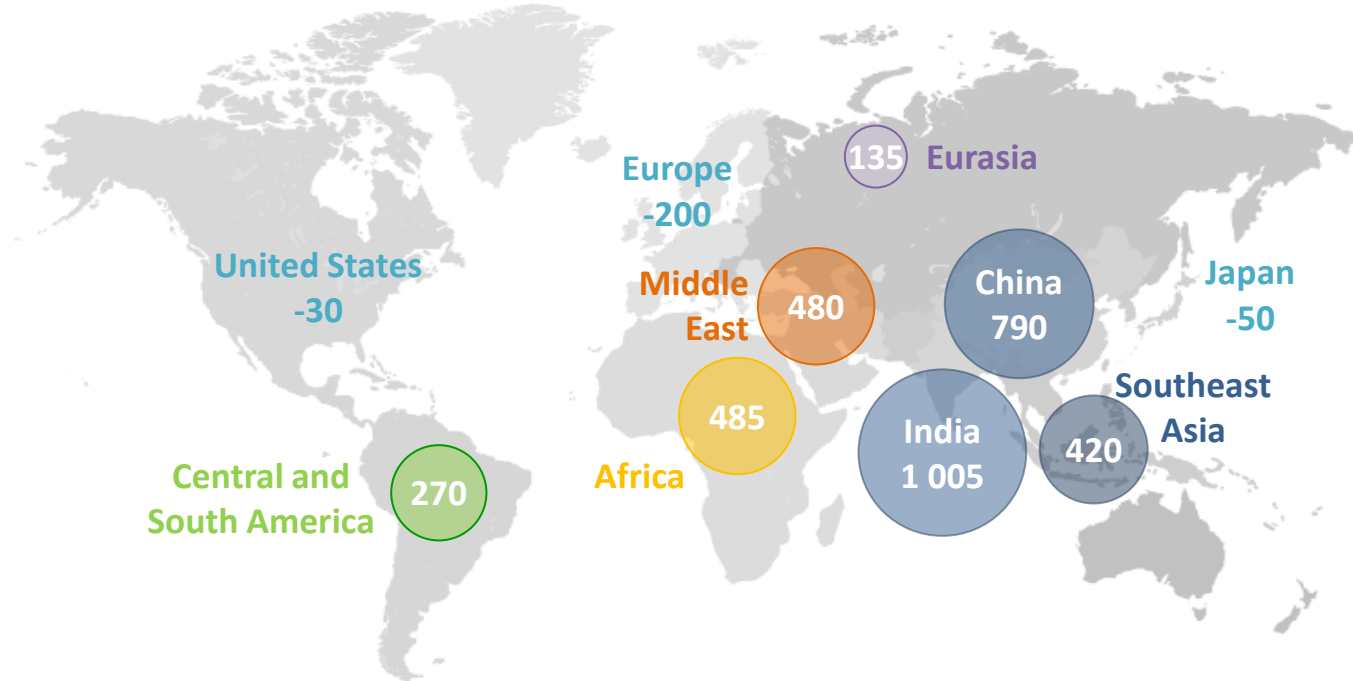 135
Eurasia
Europe
-200
United States
-30
Middle
East
480
China
790
Japan
-50
Southeast
Asia
420
485
Africa
India
1 005
Central and
South America
270